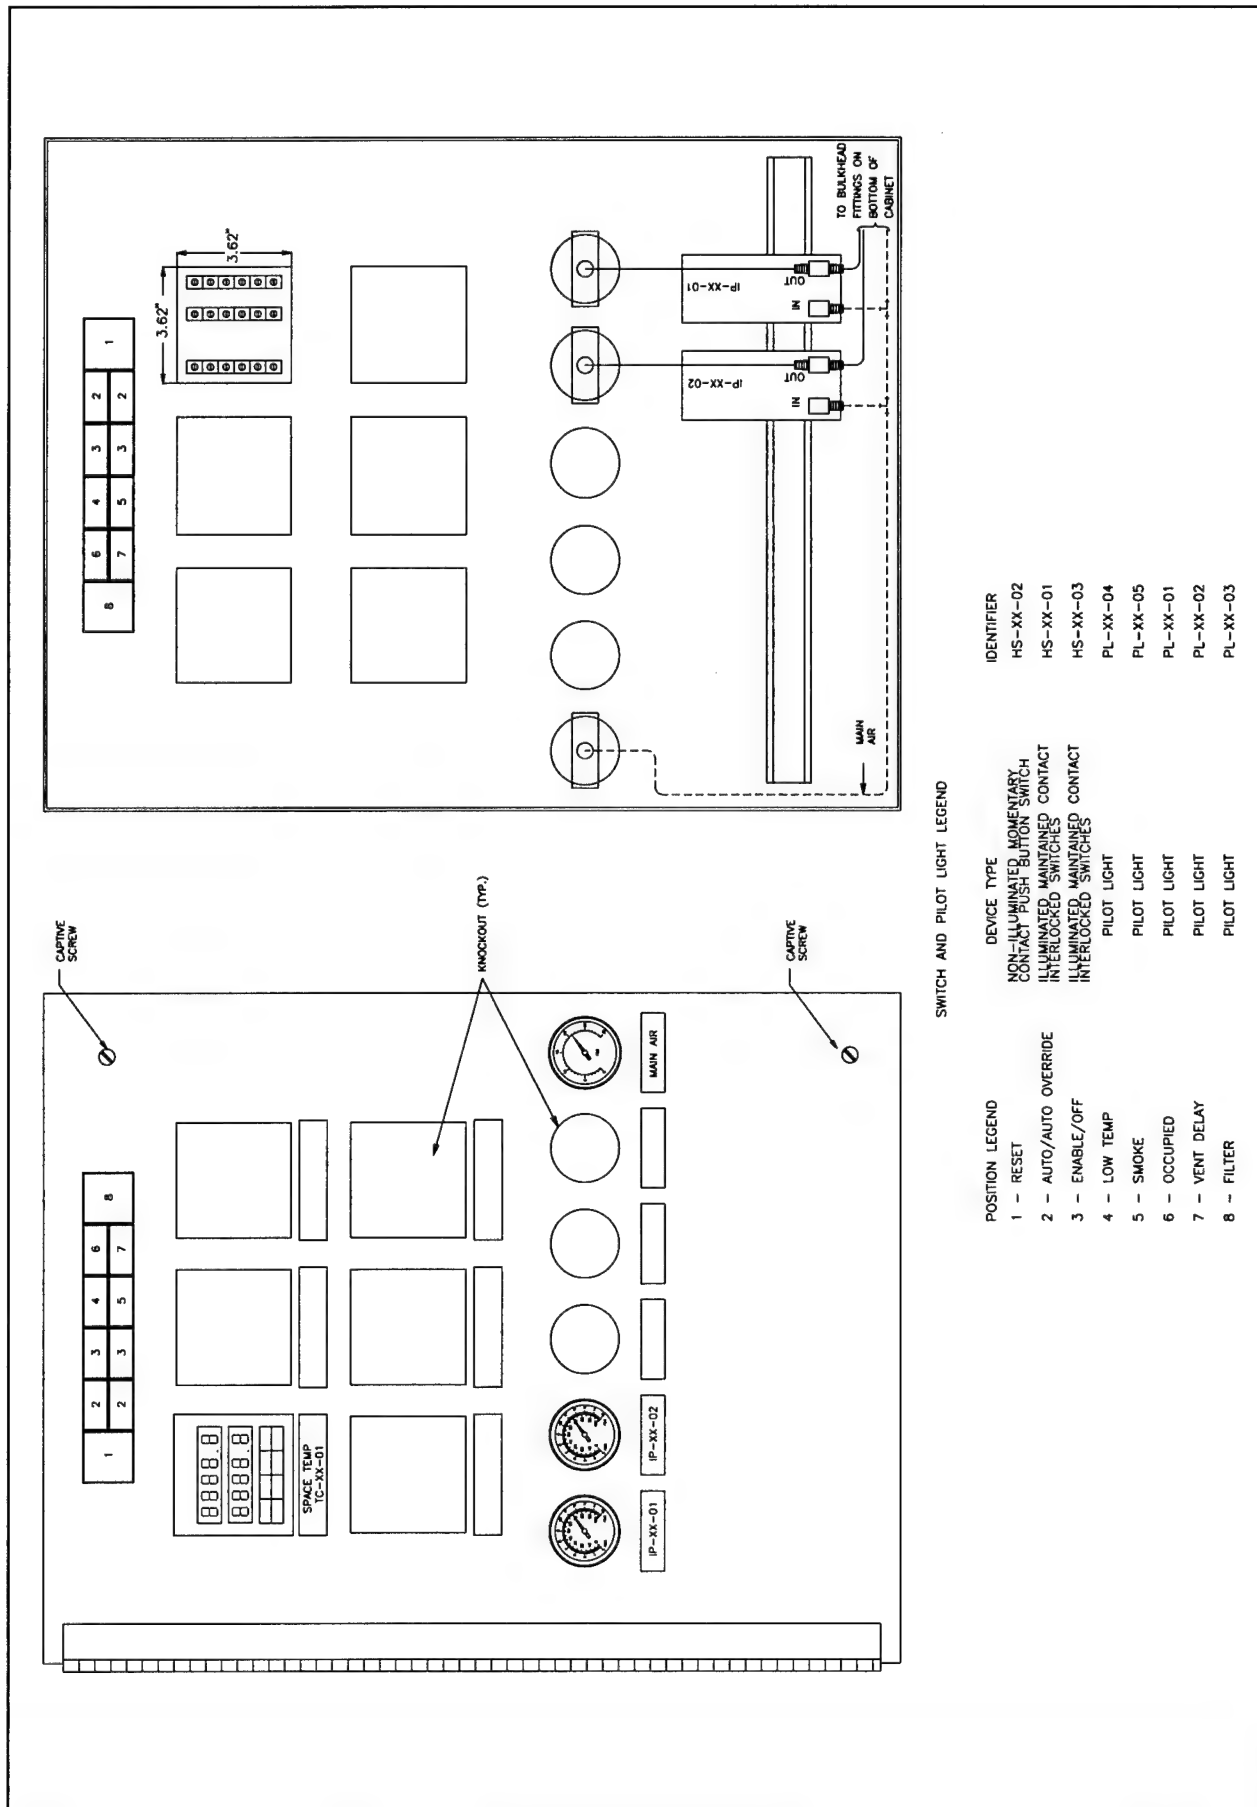 CAPTIVE
SCREW
1
2
3
4
6
8
2
3
5
7
8888.8
8888.8
SPACE TEMP
TC-XX-01
KNOCKOUT (TYP.)
IP-XX-01
IP-XX-02
MAIN AIR
CAPTIVE
SCREW
8
6
4
3
2
1
7
5
3
2
3.62"
3.62"
IP-XX-02
IP-XX-01
IN
OUT
IN
OUT
MAIN
AIR
TO BULKHEAD
FITTINGS ON
BOTTOM OF
CABINET
SWITCH AND PILOT LIGHT LEGEND
POSITION LEGEND DEVICE TYPE IDENTIFIER
1 - RESET NON-ILLUMINATED MOMENTARY CONTACT PUSH BUTTON SWITCH HS-XX-02
2 - AUTO/AUTO OVERRIDE ILLUMINATED MAINTAINED CONTACT INTERLOCKED SWITCHES HS-XX-01
3 - ENABLE/OFF ILLUMINATED MAINTAINED CONTACT INTERLOCKED SWITCHES HS-XX-03
4 - LOW TEMP PILOT LIGHT PL-XX-04
5 - SMOKE PILOT LIGHT PL-XX-05
6 - OCCUPIED PILOT LIGHT PL-XX-01
7 - VENT DELAY PILOT LIGHT PL-XX-02
8 - FILTER PILOT LIGHT PL-XX-03